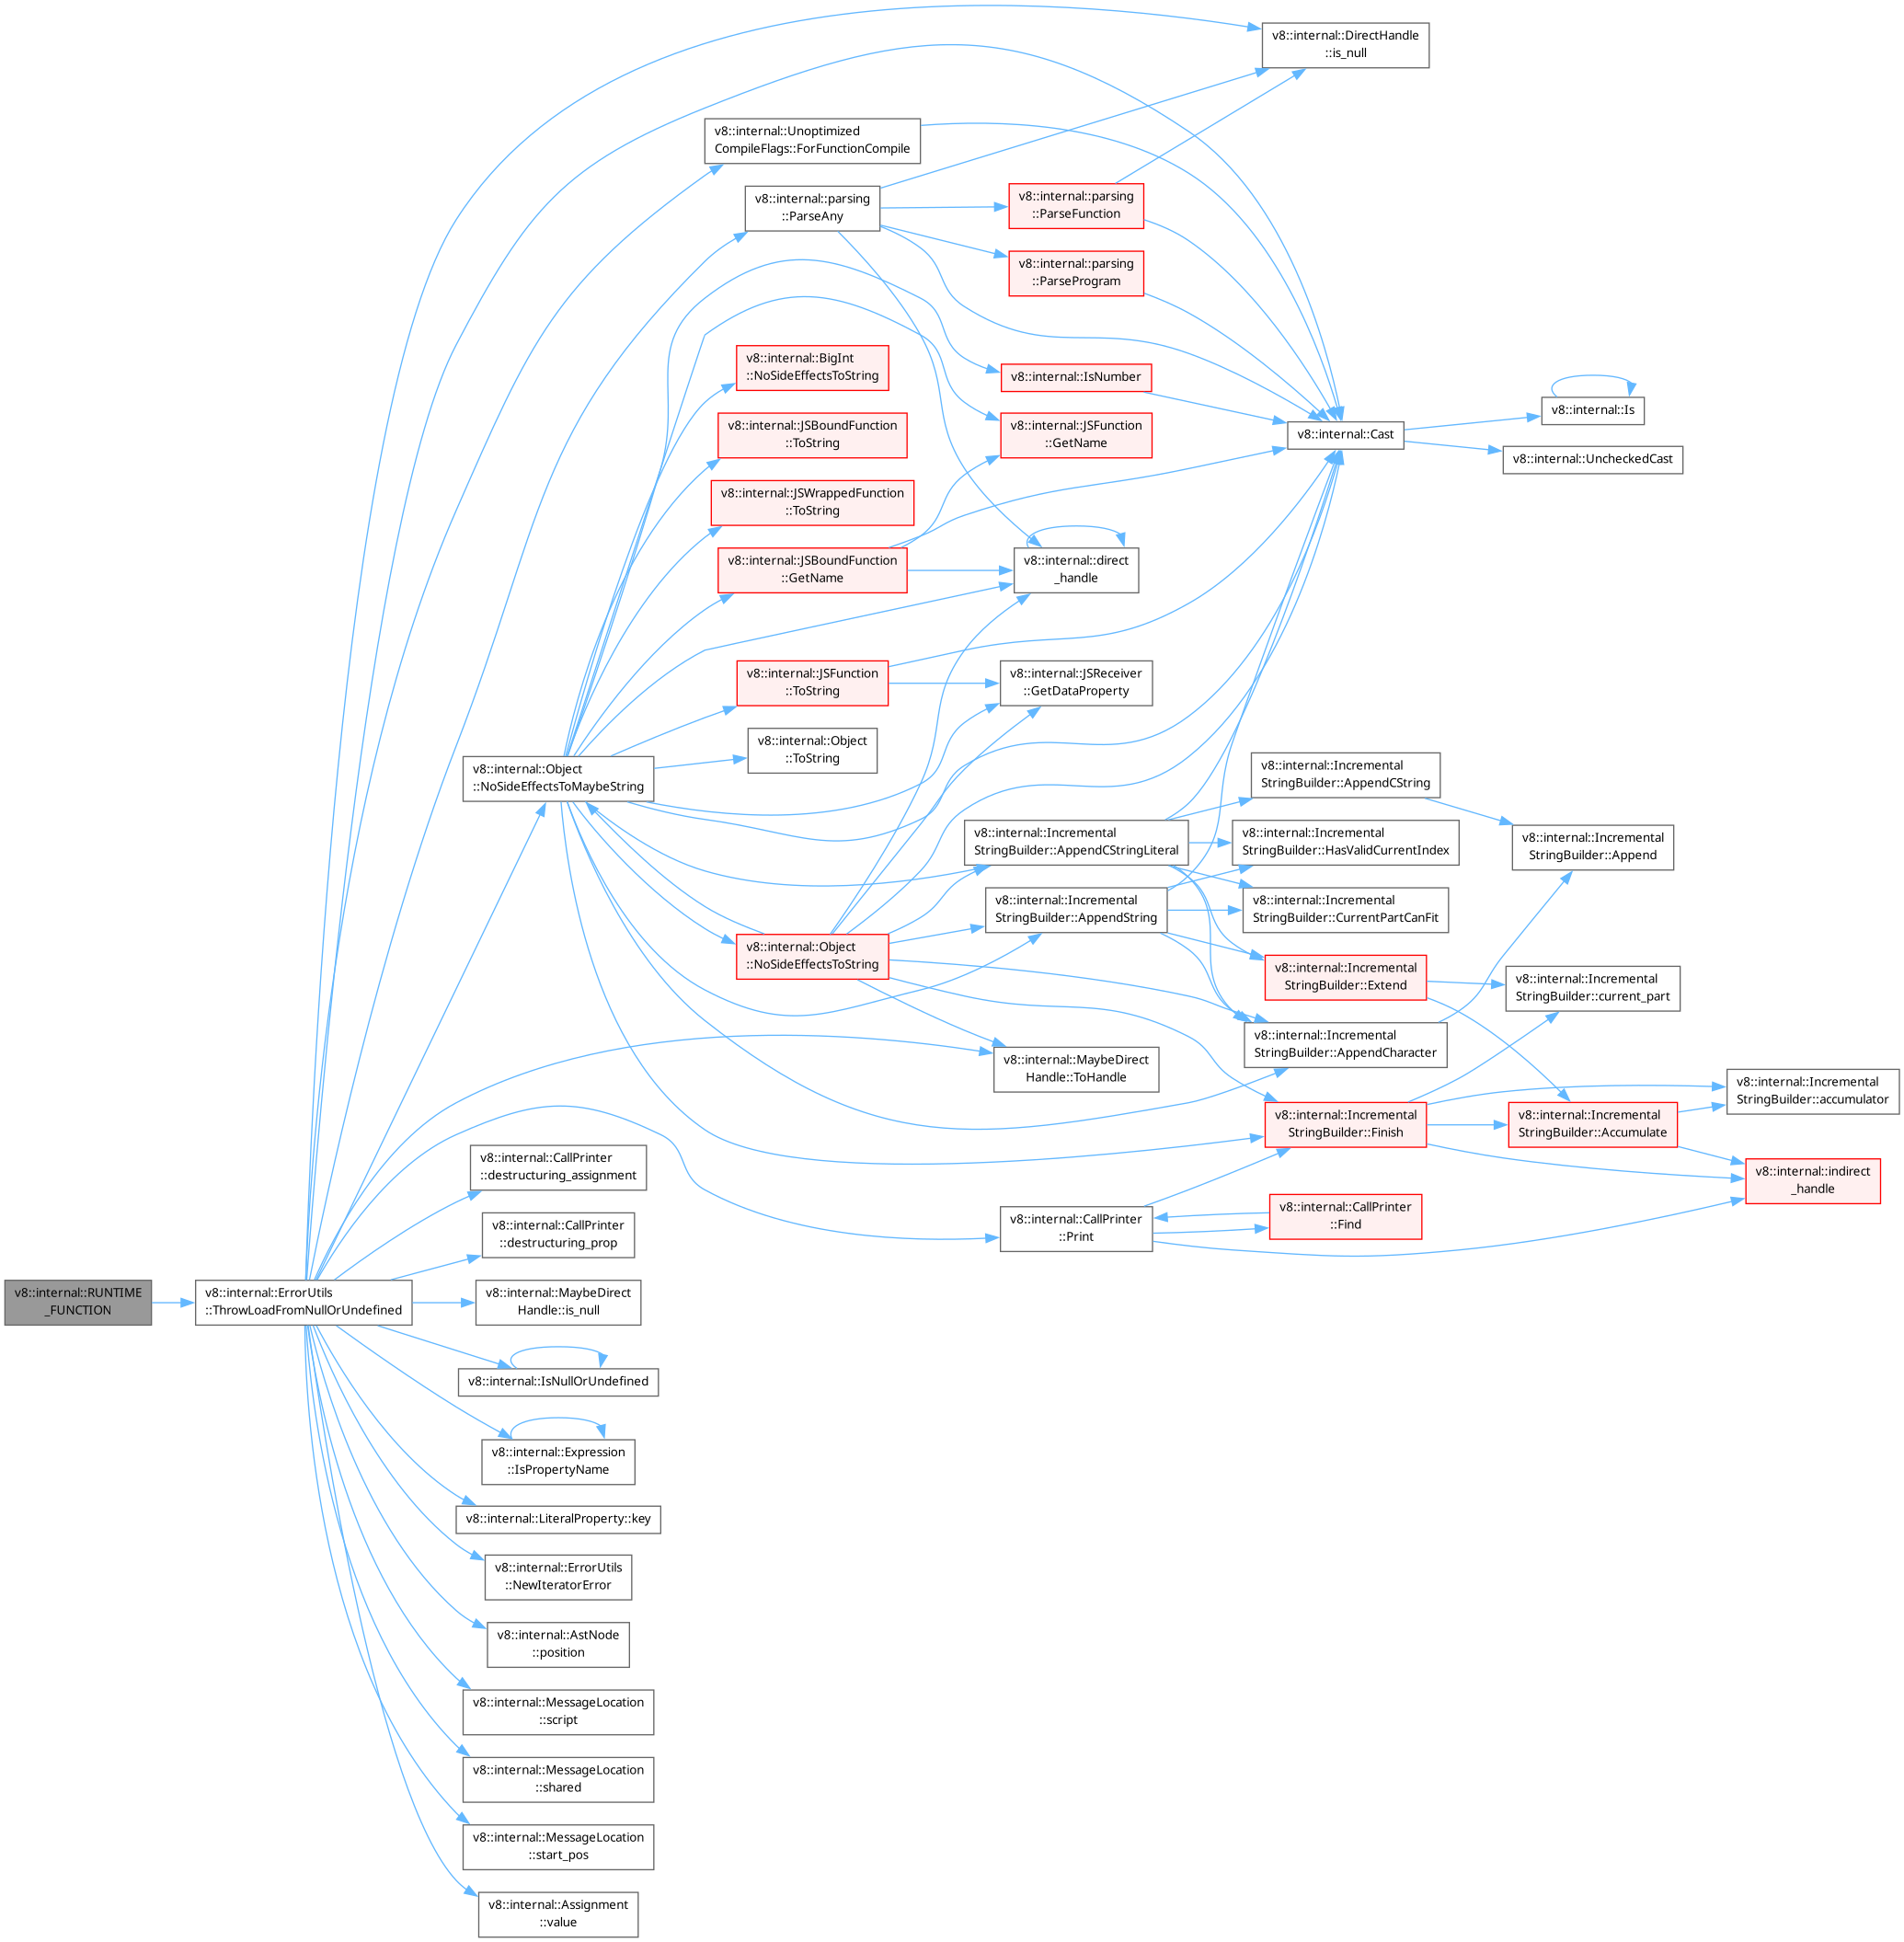 v8::internal::DirectHandle
::is_null
v8::internal::Unoptimized
CompileFlags::ForFunctionCompile
v8::internal::parsing
::ParseAny
v8::internal::parsing
::ParseFunction
v8::internal::parsing
::ParseProgram
v8::internal::BigInt
::NoSideEffectsToString
v8::internal::IsNumber
v8::internal::Is
v8::internal::JSBoundFunction
::ToString
v8::internal::JSFunction
::GetName
v8::internal::Cast
v8::internal::UncheckedCast
v8::internal::JSWrappedFunction
::ToString
v8::internal::JSBoundFunction
::GetName
v8::internal::direct
_handle
v8::internal::JSFunction
::ToString
v8::internal::JSReceiver
::GetDataProperty
v8::internal::Object
::NoSideEffectsToMaybeString
v8::internal::Object
::ToString
v8::internal::Incremental
StringBuilder::AppendCString
v8::internal::Incremental
StringBuilder::AppendCStringLiteral
v8::internal::Incremental
StringBuilder::HasValidCurrentIndex
v8::internal::Incremental
StringBuilder::Append
v8::internal::Incremental
StringBuilder::AppendString
v8::internal::Incremental
StringBuilder::CurrentPartCanFit
v8::internal::Object
::NoSideEffectsToString
v8::internal::Incremental
StringBuilder::Extend
v8::internal::Incremental
StringBuilder::current_part
v8::internal::Incremental
StringBuilder::AppendCharacter
v8::internal::MaybeDirect
Handle::ToHandle
v8::internal::Incremental
StringBuilder::accumulator
v8::internal::Incremental
StringBuilder::Finish
v8::internal::Incremental
StringBuilder::Accumulate
v8::internal::CallPrinter
::destructuring_assignment
v8::internal::indirect
_handle
v8::internal::CallPrinter
::destructuring_prop
v8::internal::CallPrinter
::Print
v8::internal::CallPrinter
::Find
v8::internal::RUNTIME
_FUNCTION
v8::internal::ErrorUtils
::ThrowLoadFromNullOrUndefined
v8::internal::MaybeDirect
Handle::is_null
v8::internal::IsNullOrUndefined
v8::internal::Expression
::IsPropertyName
v8::internal::LiteralProperty::key
v8::internal::ErrorUtils
::NewIteratorError
v8::internal::AstNode
::position
v8::internal::MessageLocation
::script
v8::internal::MessageLocation
::shared
v8::internal::MessageLocation
::start_pos
v8::internal::Assignment
::value